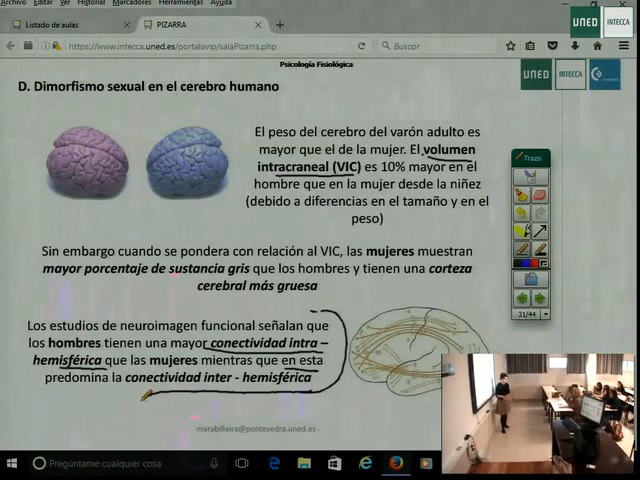 Archivo Editar Ver Historial Marcadores Herramientas Ayuda
Listado de aulas
PIZARRA
https://www.intecca.uned.es/portalavip/salaPizarra.php
Buscar
UNED
INTECCA
Psicología Fisiológica
UNED
INTECCA
D. Dimorfismo sexual en el cerebro humano
El peso del cerebro del varón adulto es
mayor que el de la mujer. El volumen
intracraneal (VIC) es 10% mayor en el
hombre que en la mujer desde la niñez
(debido a diferencias en el tamaño y en el
peso)
Trazo
31/44
Sin embargo cuando se pondera con relación al VIC, las mujeres muestran
mayor porcentaje de sustancia gris que los hombres y tienen una corteza
cerebral más gruesa
Los estudios de neuroimagen funcional señalan que
los hombres tienen una mayor conectividad intra –
hemisférica que las mujeres mientras que en esta
predomina la conectividad inter - hemisférica
marabilleira@pontevedra.uned.es
Pregúntame cualquier cosa